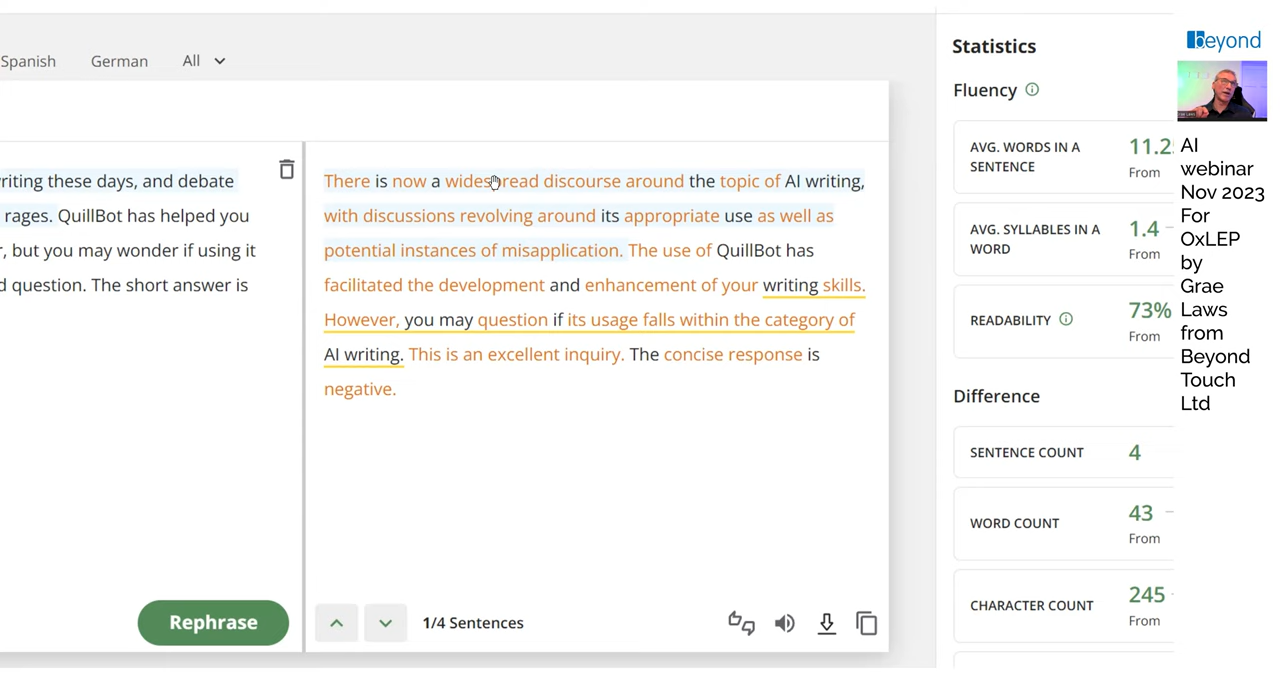 Spanish
German
All
riting these days, and debate
rages. QuillBot has helped you
, but you may wonder if using it
d question. The short answer is
Rephrase
There is now a widespread discourse around the topic of AI writing,
with discussions revolving around its appropriate use as well as
potential instances of misapplication. The use of QuillBot has
facilitated the development and enhancement of your writing skills.
However, you may question if its usage falls within the category of
AI writing. This is an excellent inquiry. The concise response is
negative.
1/4 Sentences
Statistics
Fluency
AVG. WORDS IN A
SENTENCE
11.2
From
AVG. SYLLABLES IN A
WORD
1.4
From
READABILITY
73%
From
Difference
SENTENCE COUNT
4
WORD COUNT
43
From
CHARACTER COUNT
245
From
beyond
AI
webinar
Nov 2023
For
OxLEP
by
Grae
Laws
from
Beyond
Touch
Ltd